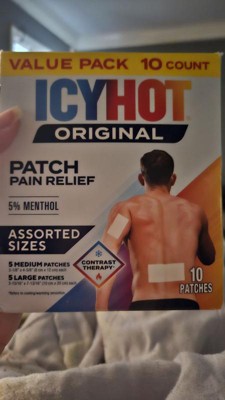 VALUE PACK 10 COUNT
ICYHOT
ORIGINAL
PATCH
PAIN RELIEF
5% MENTHOL
ASSORTED
SIZES
CONTRAST
THERAPY
5 MEDIUM PATCHES
5 LARGE PATCHES
10
PATCHES